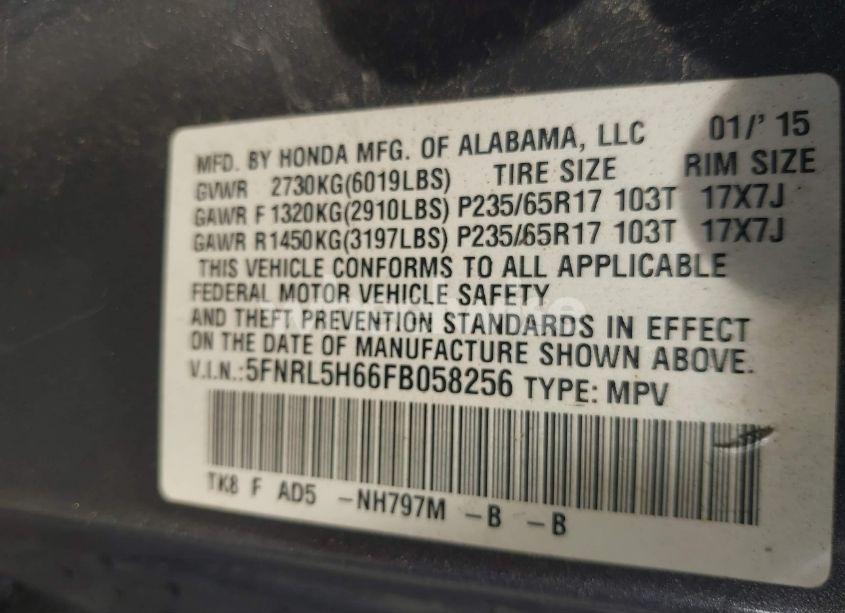 MFD. BY HONDA MFG. OF ALABAMA, LLC 01/' 15
GVWR 2730KG(6019LBS) TIRE SIZE RIM SIZE
GAWR F 1320KG(2910LBS) P235/65R17 103T 17X7J
GAWR R1450KG(3197LBS) P235/65R17 103T 17X7J
THIS VEHICLE CONFORMS TO ALL APPLICABLE
FEDERAL MOTOR VEHICLE SAFETY
AND THEFT PREVENTION STANDARDS IN EFFECT
ON THE DATE OF MANUFACTURE SHOWN ABOVE.
V.I.N.:5FNRL5H66FB058256 TYPE: MPV
TK8 F AD5 -NH797M -B -B